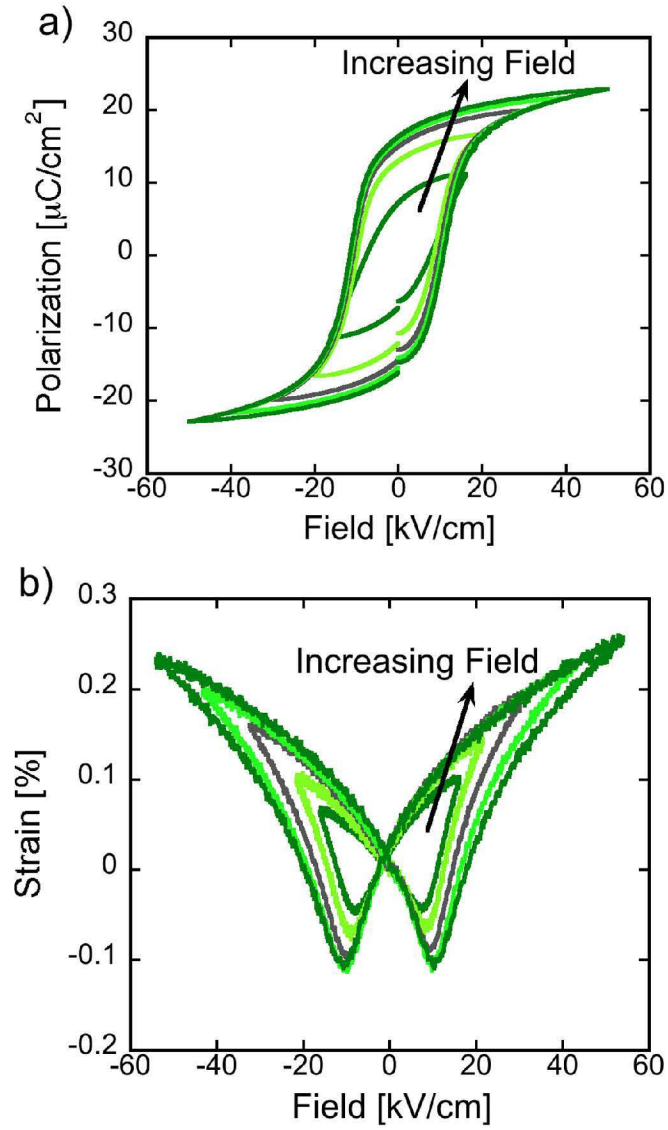 a)
30
20
10
0
-10
-20
-30
Polarization [μC/cm²]
Increasing Field
-60 -40 -20 0 20 40 60
Field [kV/cm]
b)
0.3
0.2
0.1
0
-0.1
-0.2
Strain [%]
Increasing Field
-60 -40 -20 0 20 40 60
Field [kV/cm]